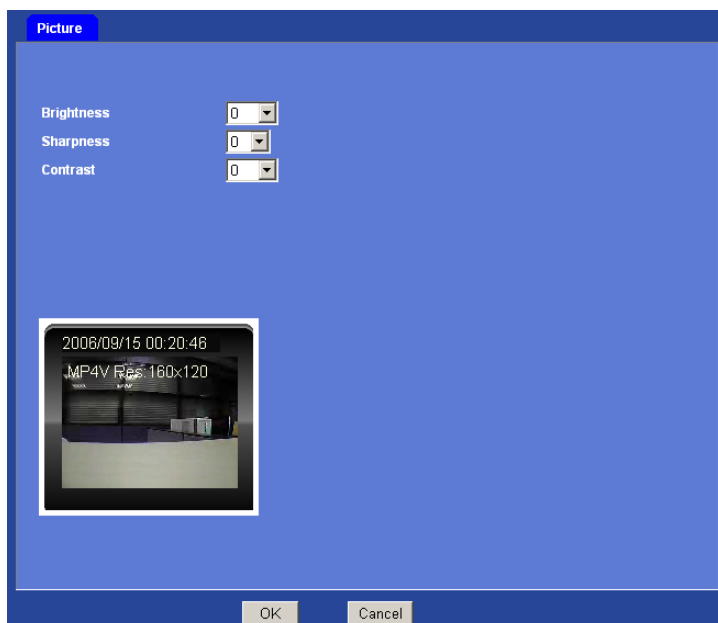 Picture
Brightness 0
Sharpness 0
Contrast 0
2006/09/15 00:20:46
MP4V Res:160x120
OK Cancel